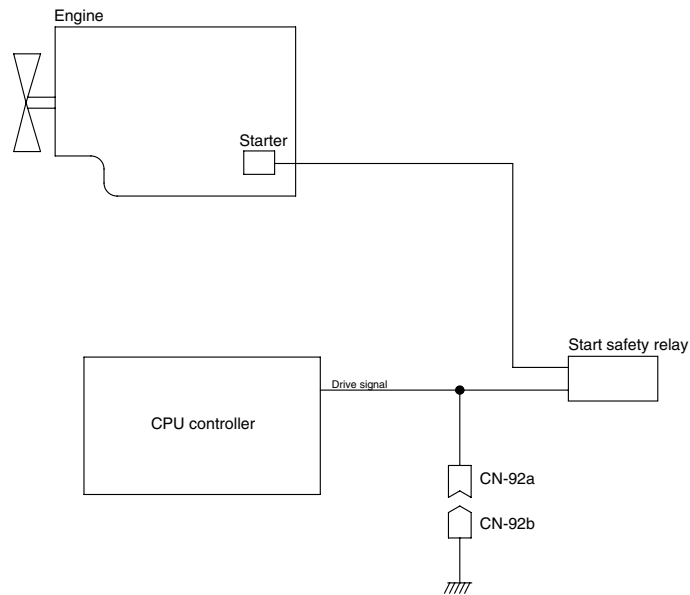 Engine
Starter
Start safety relay
Drive signal
CPU controller
CN-92a
CN-92b